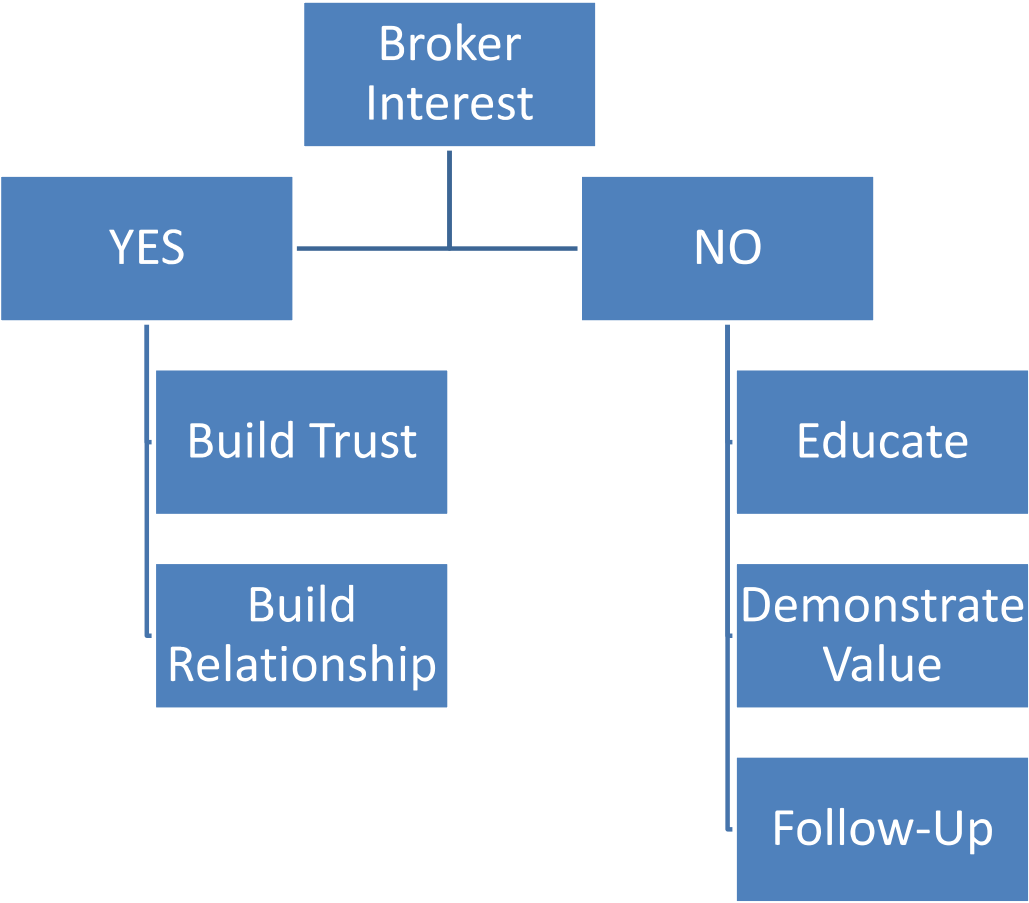 Broker
Interest
YES
NO
Build Trust
Build
Relationship
Educate
Demonstrate
Value
Follow-Up